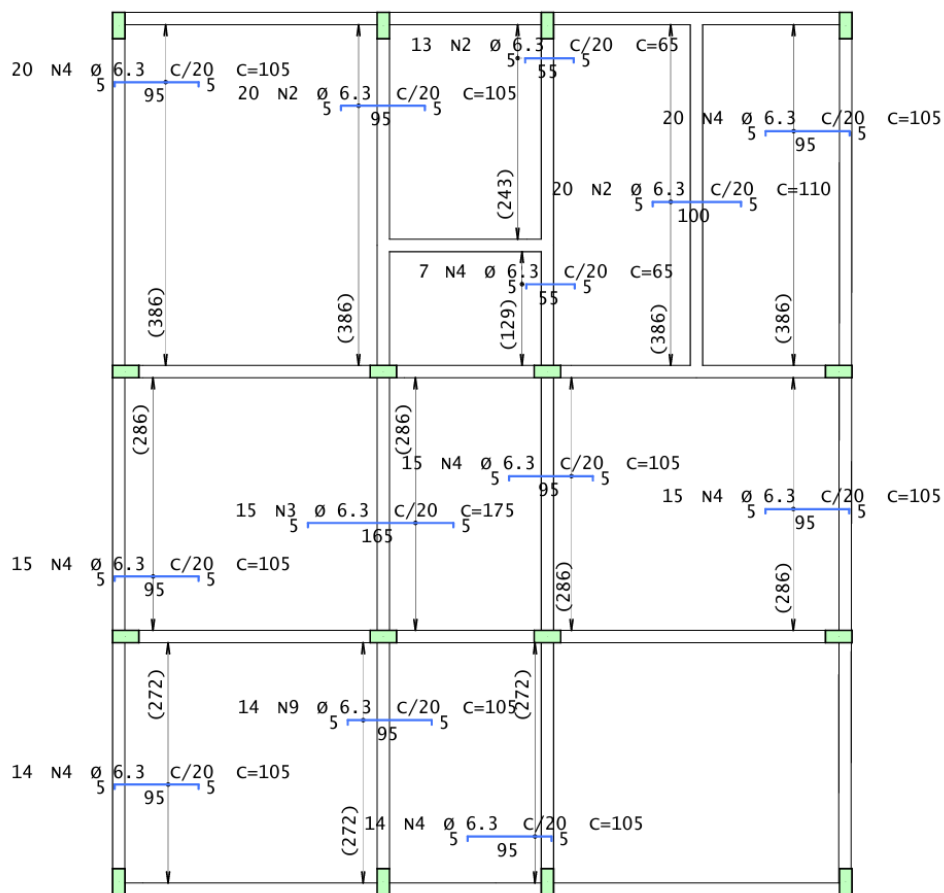 13 N2 Ø 6.3 C/20 C=65
5 55 5
20 N4 Ø 6.3 C/20 C=105
5 95 5
20 N2 Ø 6.3 C/20 C=105
5 95 5
20 N4 Ø 6.3 C/20 C=105
5 95 5
(243)
20 N2 Ø 6.3 C/20 C=110
5 100 5
7 N4 Ø 6.3 C/20 C=65
5 55 5
(386)
(386)
(129)
(386)
(386)
(286)
(286)
15 N4 Ø 6.3 C/20 C=105
5 95 5
15 N4 Ø 6.3 C/20 C=105
5 95 5
15 N3 Ø 6.3 C/20 C=175
5 165 5
15 N4 Ø 6.3 C/20 C=105
5 95 5
(286)
(286)
(272)
(272)
14 N9 Ø 6.3 C/20 C=105
5 95 5
14 N4 Ø 6.3 C/20 C=105
5 95 5
(272)
14 N4 Ø 6.3 C/20 C=105
5 95 5